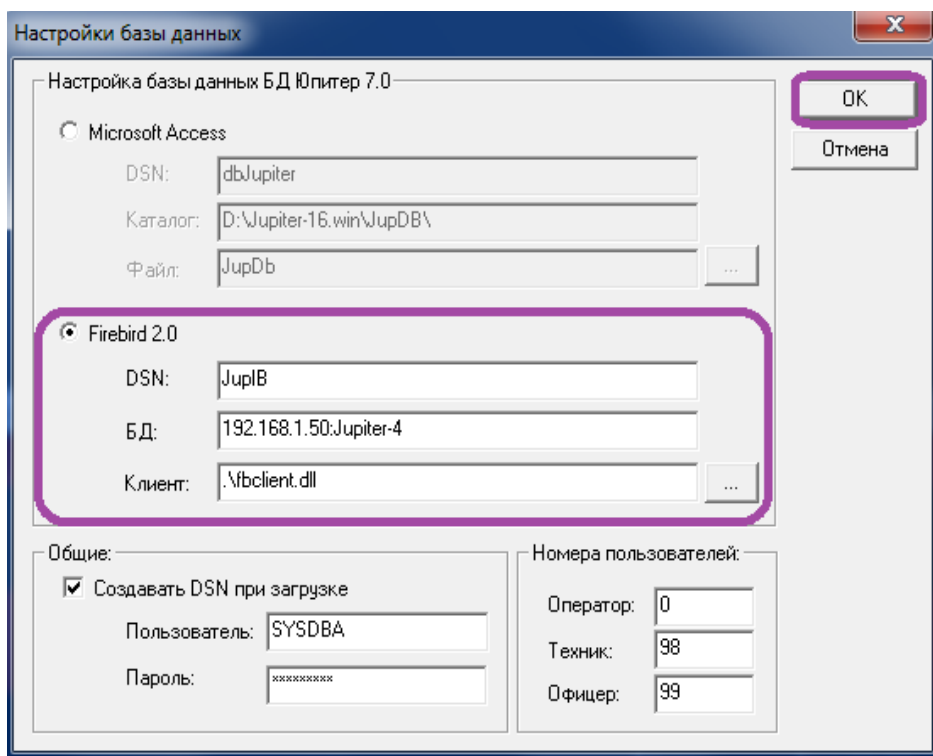 Настройки базы данных
Настройка базы данных БД Юпитер 7.0
OK
Microsoft Access
Отмена
DSN: dbJupiter
Каталог: D:\Jupiter-16.win\JupDB\
Файл: JupDb ...
Firebird 2.0
DSN: JupIB
БД: 192.168.1.50:Jupiter-4
Клиент: .\fbclient.dll ...
Общие:
Создавать DSN при загрузке
Пользователь: SYSDBA
Пароль: xxxxxxxxx
Номера пользователей:
Оператор: 0
Техник: 98
Офицер: 99